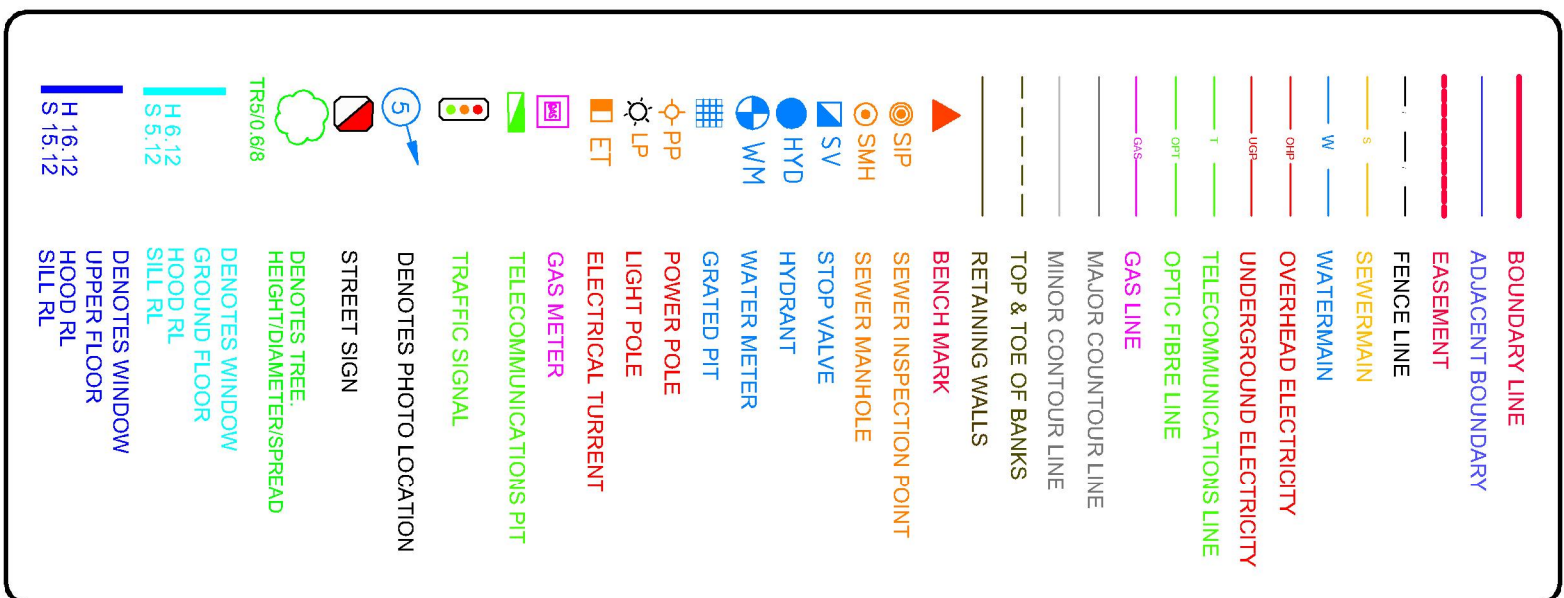 BOUNDARY LINE
ADJACENT BOUNDARY
EASEMENT
FENCE LINE
S SEWERMAIN
W WATERMAIN
OHP OVERHEAD ELECTRICITY
UGP UNDERGROUND ELECTRICITY
T TELECOMMUNICATIONS LINE
OPT OPTIC FIBRE LINE
GAS GAS LINE
MAJOR COUNTOUR LINE
MINOR CONTOUR LINE
TOP & TOE OF BANKS
RETAINING WALLS
BENCH MARK
SIP SEWER INSPECTION POINT
SMH SEWER MANHOLE
SV STOP VALVE
HYD HYDRANT
WM WATER METER
GRATED PIT
PP POWER POLE
LP LIGHT POLE
ET ELECTRICAL TURRENT
GAS GAS METER
TELECOMMUNICATIONS PIT
TRAFFIC SIGNAL
5 DENOTES PHOTO LOCATION
STREET SIGN
DENOTES TREE.
TR5/0.6/8 HEIGHT/DIAMETER/SPREAD
DENOTES WINDOW
GROUND FLOOR
H 6.12 HOOD RL
S 5.12 SILL RL
DENOTES WINDOW
UPPER FLOOR
H 16.12 HOOD RL
S 15.12 SILL RL